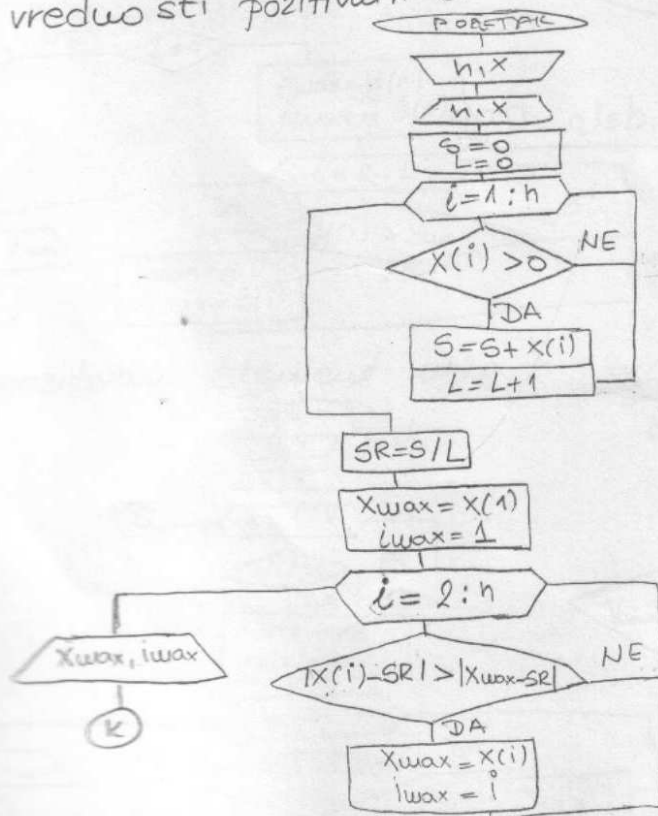 vrednosti
POČETAK
n, X
n, X
S=0
L=0
i=1:n
X(i)>0
NE
DA
S=S+X(i)
L=L+1
SR=S/L
Xmax=X(1)
imax=1
i=2:n
Xmax, imax
|X(i)-SR|>|Xmax-SR|
NE
K
DA
Xmax=X(i)
imax=i